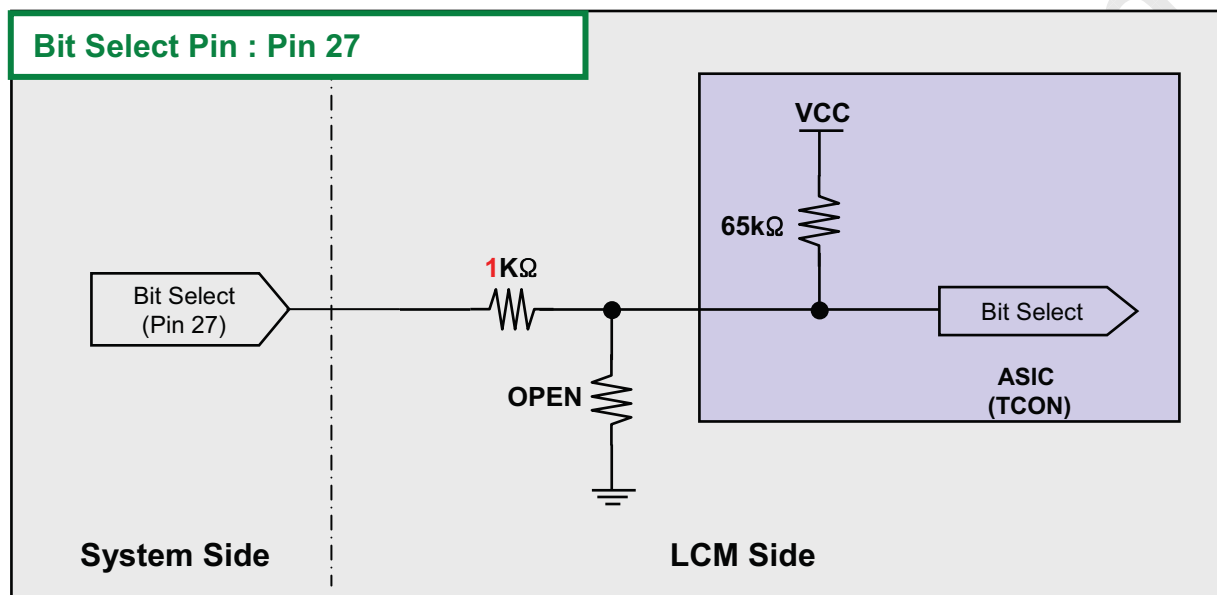 Bit Select Pin : Pin 27
VCC
65kΩ
1KΩ
Bit Select
(Pin 27)
Bit Select
OPEN
ASIC
(TCON)
System Side
LCM Side